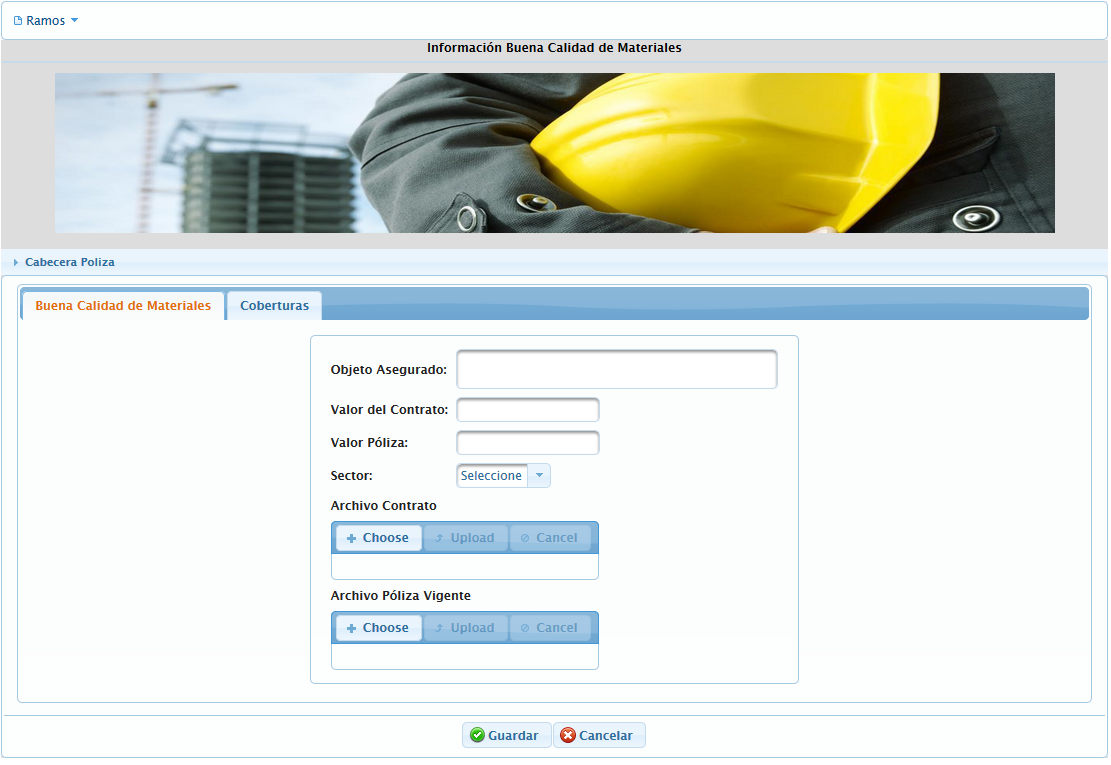 Ramos
Información Buena Calidad de Materiales
Cabecera Poliza
Buena Calidad de Materiales Coberturas
Objeto Asegurado:
Valor del Contrato:
Valor Póliza:
Sector: Seleccione
Archivo Contrato
Choose Upload Cancel
Archivo Póliza Vigente
Choose Upload Cancel
Guardar Cancelar